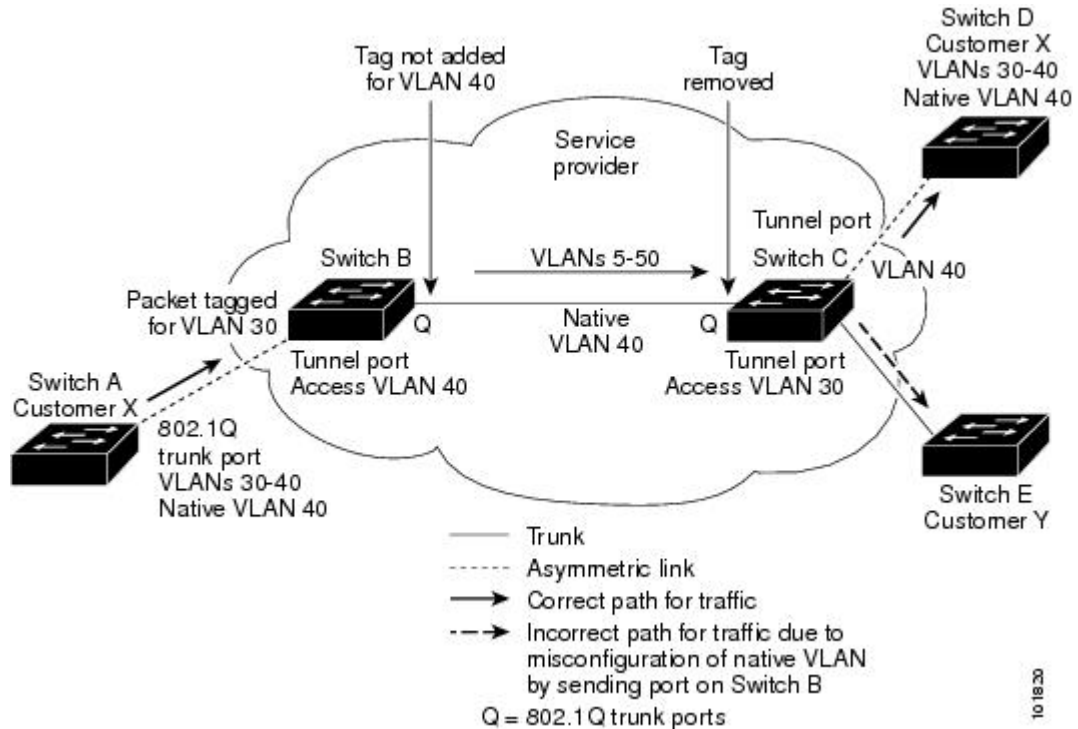 Tag not added
for VLAN 40
Tag
removed
Switch D
Customer X
VLANs 30-40
Native VLAN 40
Service
provider
Tunnel port
Switch B
VLANs 5-50
Switch C
VLAN 40
Packet tagged
for VLAN 30
Q
Native
VLAN 40
Q
Tunnel port
Access VLAN 40
Tunnel port
Access VLAN 30
Switch A
Customer X
802.1Q
trunk port
VLANs 30-40
Native VLAN 40
Switch E
Customer Y
Trunk
Asymmetric link
Correct path for traffic
Incorrect path for traffic due to
misconfiguration of native VLAN
by sending port on Switch B
Q = 802.1Q trunk ports
101820